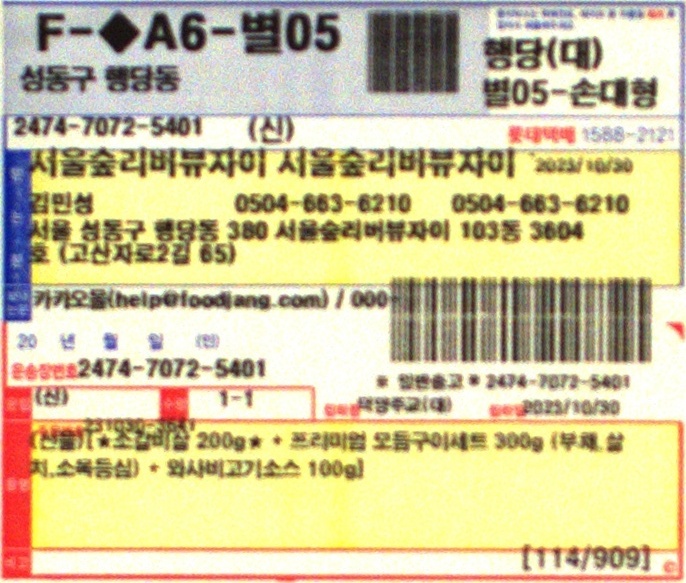 F-◆A6-별05
성동구 행당동
행당(대)
별05-손대형
2474-7072-5401 (신)
롯데택배 1588-2121
서울숲리버뷰자이 서울숲리버뷰자이 2023/10/30
김민성 0504-663-6210 0504-663-6210
서울 성동구 행당동 380 서울숲리버뷰자이 103동 3604
호 (고산자로2길 65)
카카오몰(help@foodjang.com) / 000-
20 년 월 일 (인)
운송장번호 2474-7072-5401
※ 일반출고 ※ 2474-7072-5401
(신) 1-1
덕양주교(대) 2023/10/30
(선물)[★소갈비살 200g★ + 프리미엄 모듬구이세트 300g (부채,살
치,소목등심) + 와사비고기소스 100g]
[114/909]